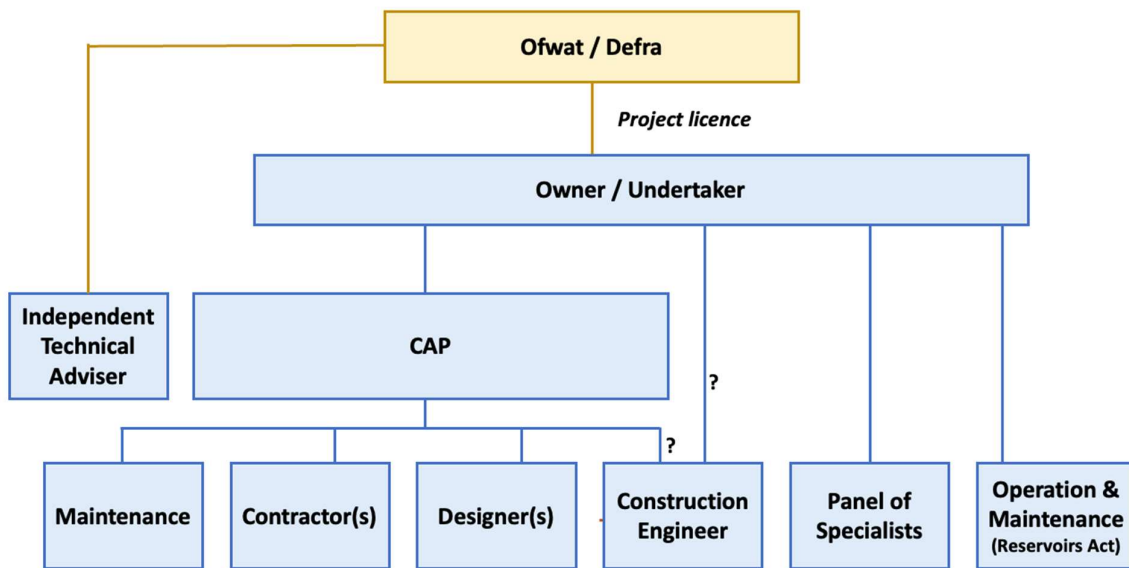 Ofwat / Defra
Project licence
Owner / Undertaker
Independent
Technical
Adviser
CAP
?
?
Maintenance
Contractor(s)
Designer(s)
Construction
Engineer
Panel of
Specialists
Operation &
Maintenance
(Reservoirs Act)